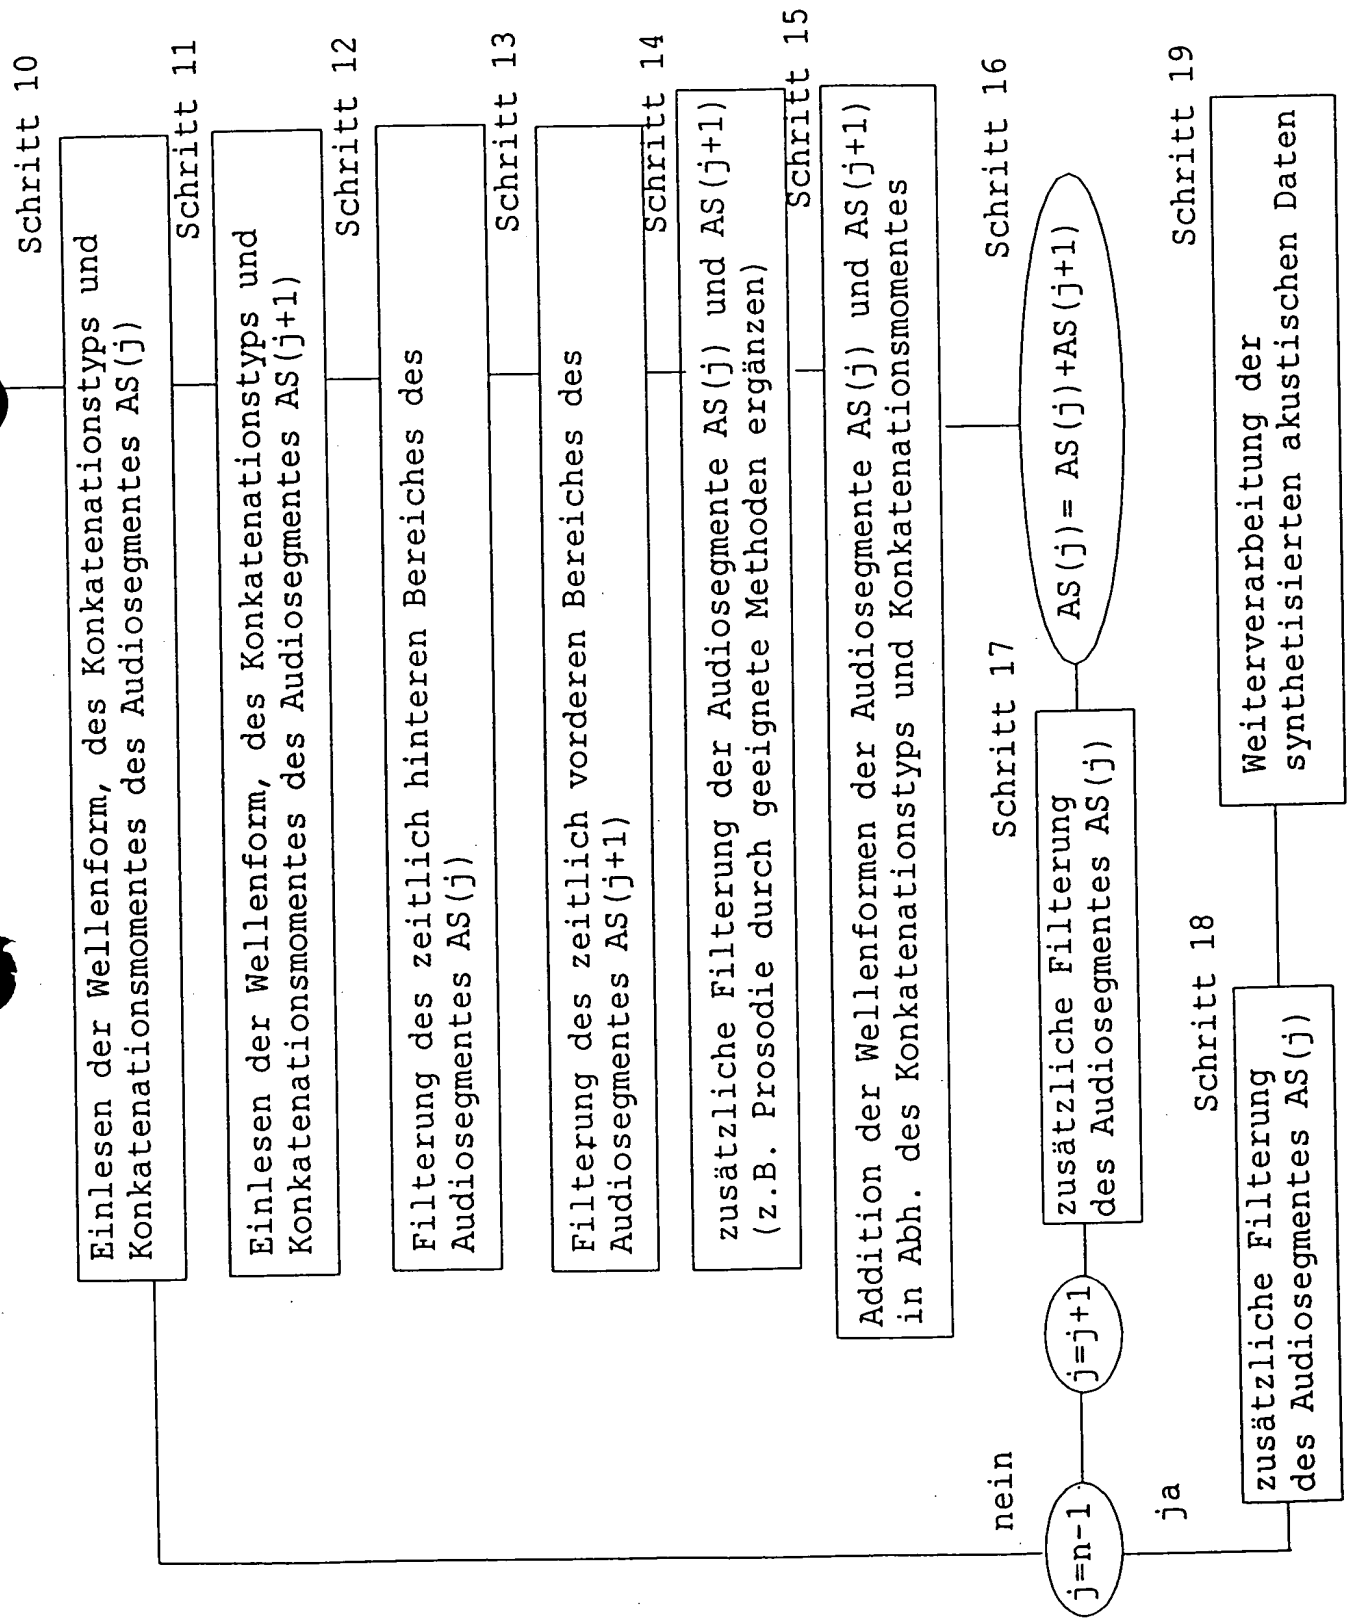 Schritt 10
Einlesen der Wellenform, des Konkatenationstyps und
Konkatenationsmomentes des Audiosegmentes AS(j)
Schritt 11
Einlesen der Wellenform, des Konkatenationstyps und
Konkatenationsmomentes des Audiosegmentes AS(j+1)
Schritt 12
Filterung des zeitlich hinteren Bereiches des
Audiosegmentes AS(j)
Schritt 13
Filterung des zeitlich vorderen Bereiches des
Audiosegmentes AS(j+1)
Schritt 14
zusätzliche Filterung der Audiosegmente AS(j) und AS(j+1)
(z.B. Prosodie durch geeignete Methoden ergänzen)
Schritt 15
Addition der Wellenformen der Audiosegmente AS(j) und AS(j+1)
in Abh. des Konkatenationstyps und Konkatenationsmomentes
Schritt 16
AS(j)= AS(j)+AS(j+1)
Schritt 17
zusätzliche Filterung
des Audiosegmentes AS(j)
j=j+1
nein
j=n-1
ja
Schritt 18
zusätzliche Filterung
des Audiosegmentes AS(j)
Schritt 19
Weiterverarbeitung der
synthetisierten akustischen Daten